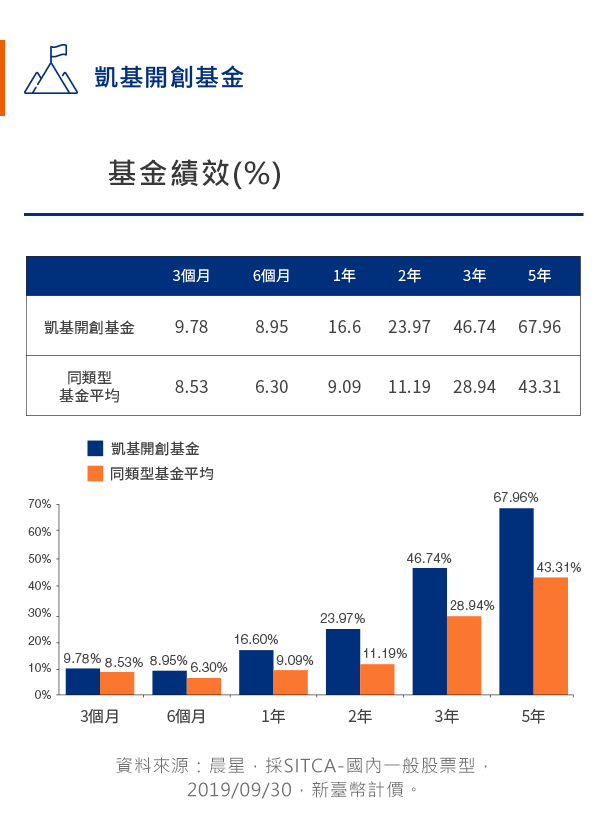 凱基開創基金
基金績效(%)
3個月 6個月 1年 2年 3年 5年
凱基開創基金 9.78 8.95 16.6 23.97 46.74 67.96
同類型
基金平均 8.53 6.30 9.09 11.19 28.94 43.31
凱基開創基金
同類型基金平均
70%
60%
50%
40%
30%
20%
10%
0%
9.78% 8.53% 8.95% 6.30% 16.60% 9.09% 23.97% 11.19% 46.74% 28.94% 67.96% 43.31%
3個月 6個月 1年 2年 3年 5年
資料來源：晨星，採SITCA-國內一般股票型，
2019/09/30，新臺幣計價。